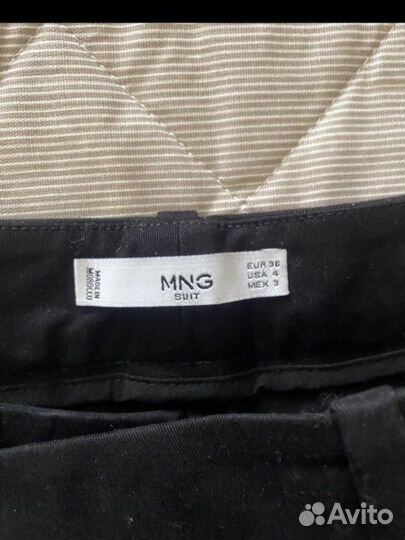 MADE IN
MOROCCO
MNG
SUIT
EUR 36
USA 4
MEX 3
Avito